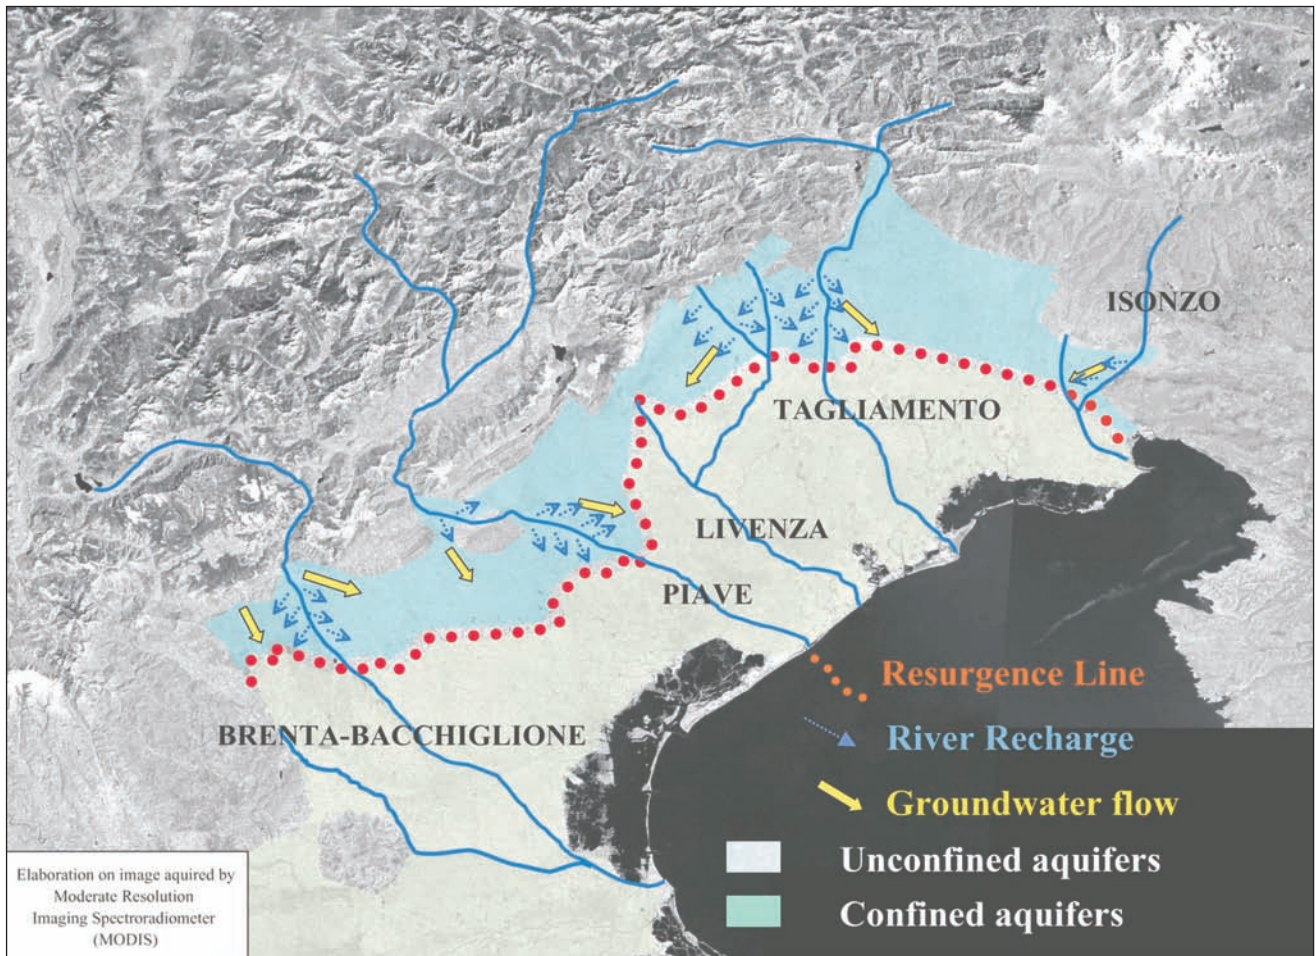 ISONZO
TAGLIAMENTO
LIVENZA
PIAVE
BRENTA-BACCHIGLIONE
Resurgence Line
River Recharge
Groundwater flow
Unconfined aquifers
Confined aquifers
Elaboration on image aquired by
Moderate Resolution
Imaging Spectroradiometer
(MODIS)